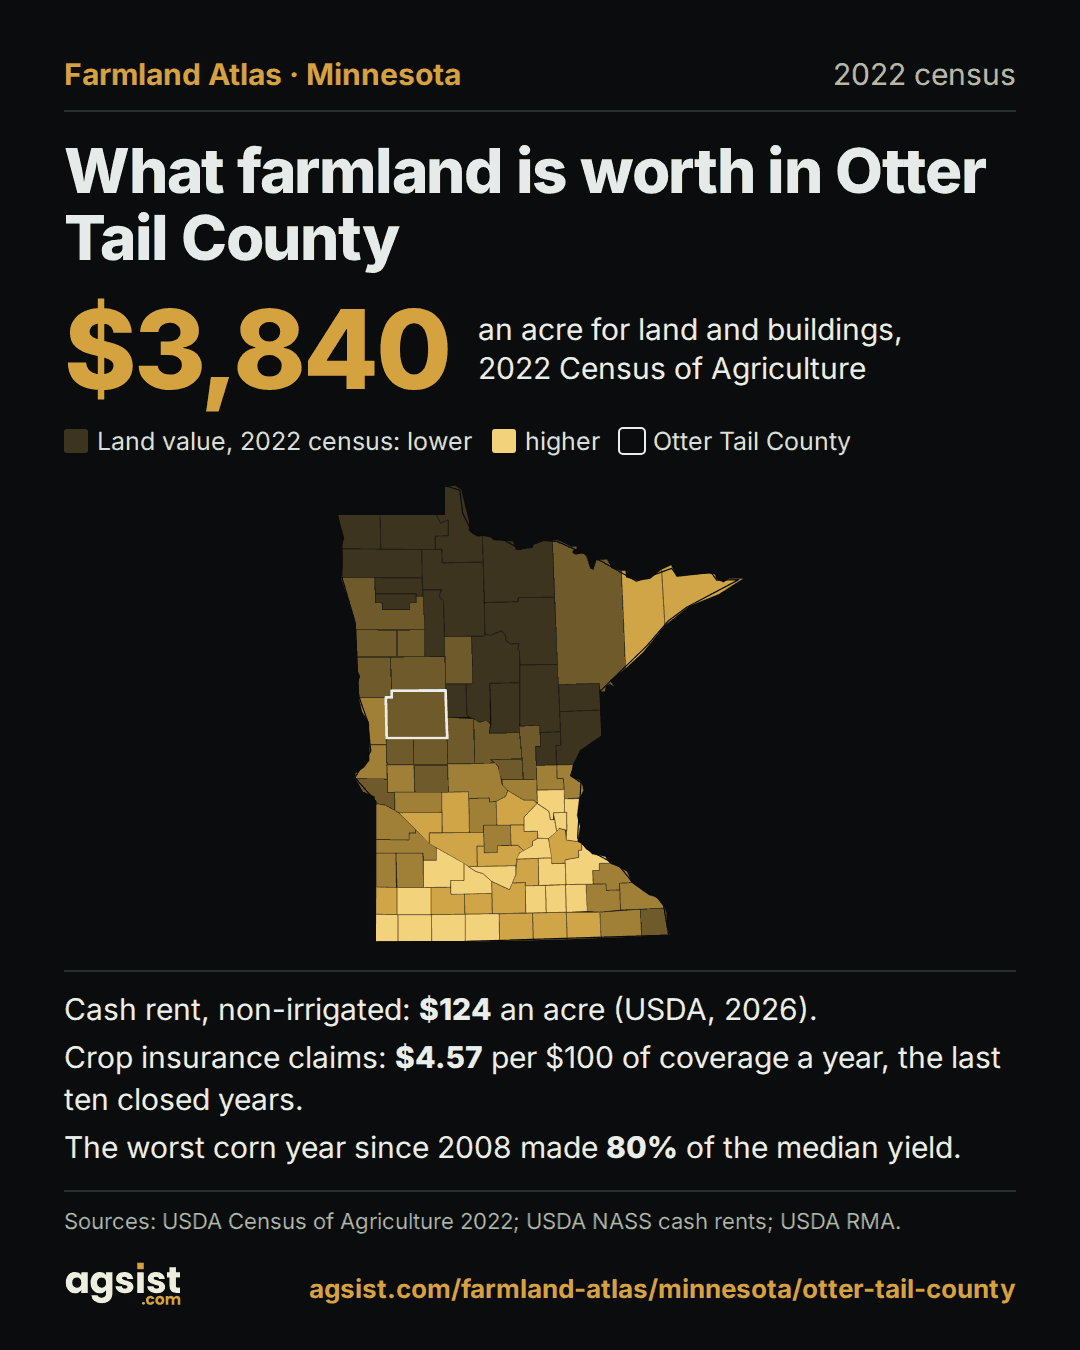 Farmland Atlas · Minnesota
2022 census
What farmland is worth in Otter
Tail County
$3,840
an acre for land and buildings,
2022 Census of Agriculture
Land value, 2022 census: lower
higher
Otter Tail County
Cash rent, non-irrigated: $124 an acre (USDA, 2026).
Crop insurance claims: $4.57 per $100 of coverage a year, the last
ten closed years.
The worst corn year since 2008 made 80% of the median yield.
Sources: USDA Census of Agriculture 2022; USDA NASS cash rents; USDA RMA.
agsist
.com
agsist.com/farmland-atlas/minnesota/otter-tail-county